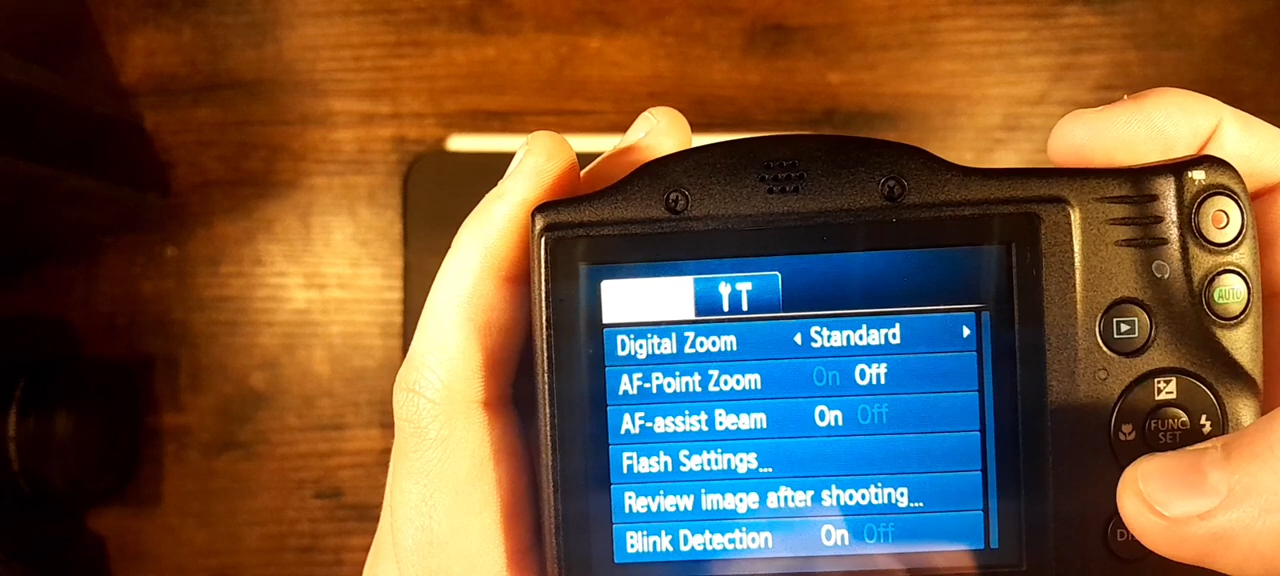 Digital Zoom Standard
AF-Point Zoom On Off
AF-assist Beam On Off
Flash Settings...
Review image after shooting...
Blink Detection On Off
AUTO
FUNC
SET